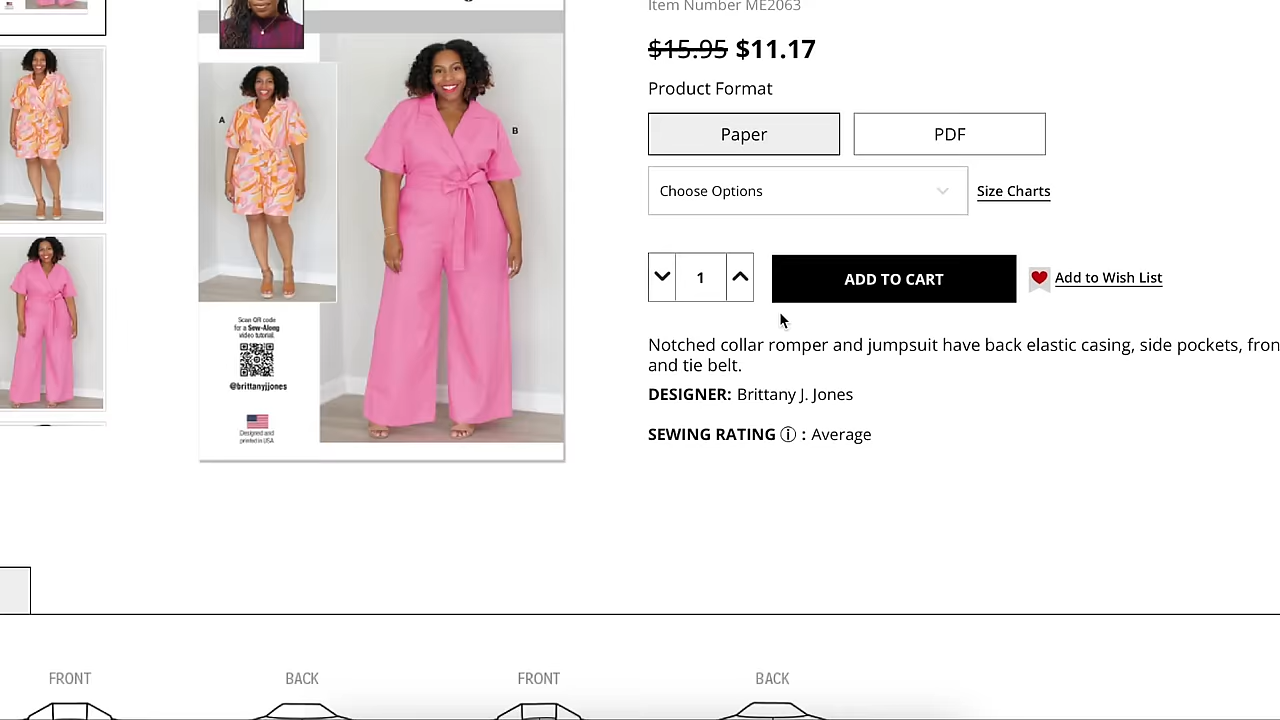 Item Number ME2063
$15.95 $11.17
Product Format
Paper PDF
Choose Options Size Charts
1 ADD TO CART Add to Wish List
Notched collar romper and jumpsuit have back elastic casing, side pockets, fron
and tie belt.
DESIGNER: Brittany J. Jones
SEWING RATING ⓘ : Average
A
B
Scan QR code
for a Sew-Along
video tutorial.
@brittanyjjones
Designed and
printed in USA
FRONT BACK FRONT BACK